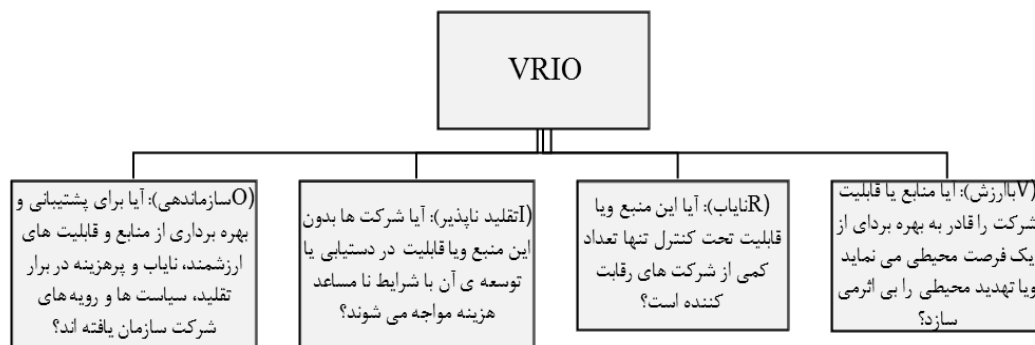 VRIO
(Vباارزش): آیا منابع یا قابلیت
شرکت را قادر به بهره بردای از
یک فرصت محیطی می نماید
ویا تهدید محیطی را بی اثرمی
سازد؟
(Rنایاب): آیا این منبع ویا
قابلیت تحت کنترل تنها تعداد
کمی از شرکت های رقابت
کننده است؟
(Iتقلید ناپذیر): آیا شرکت ها بدون
این منبع ویا قابلیت در دستیابی یا
توسعه ی آن با شرایط نا مساعد
هزینه مواجه می شوند؟
(Oسازماندهی): آیا برای پشتیبانی و
بهره برداری از منابع و قابلیت های
ارزشمند، نایاب و پرهزینه در برار
تقلید، سیاست ها و رویه های
شرکت سازمان یافته اند؟